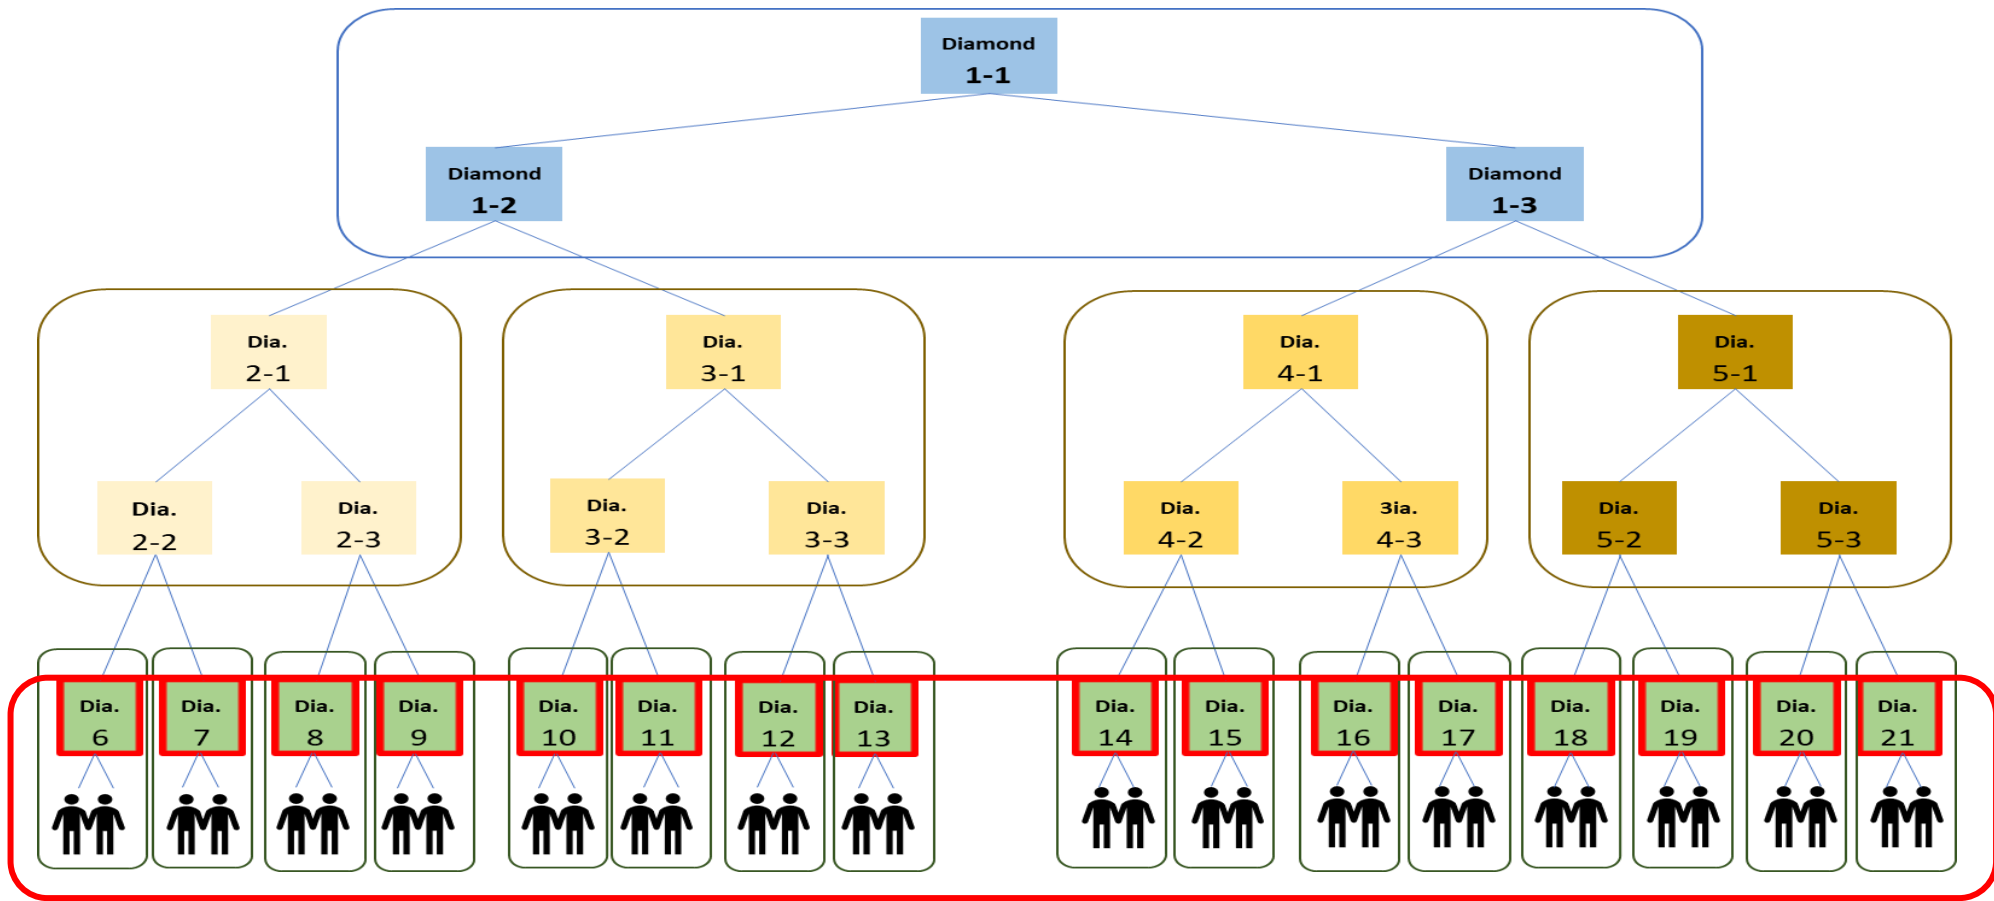 Diamond
1-1
Diamond
1-2
Diamond
1-3
Dia.
2-1
Dia.
3-1
Dia.
4-1
Dia.
5-1
Dia.
2-2
Dia.
2-3
Dia.
3-2
Dia.
3-3
Dia.
4-2
3ia.
4-3
Dia.
5-2
Dia.
5-3
Dia.
6
Dia.
7
Dia.
8
Dia.
9
Dia.
10
Dia.
11
Dia.
12
Dia.
13
Dia.
14
Dia.
15
Dia.
16
Dia.
17
Dia.
18
Dia.
19
Dia.
20
Dia.
21